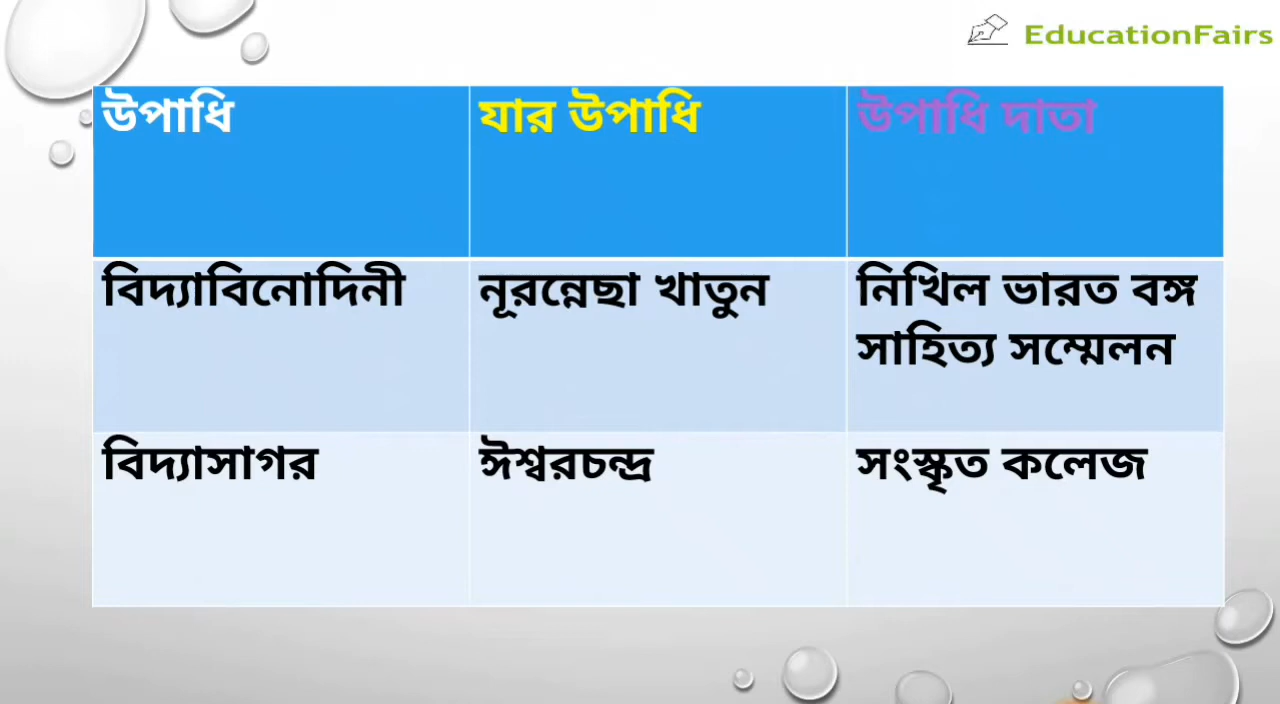 EducationFairs
উপাধি যার উপাধি উপাধি দাতা
বিদ্যাবিনোদিনী নূরন্নেছা খাতুন নিখিল ভারত বঙ্গ
সাহিত্য সম্মেলন
বিদ্যাসাগর ঈশ্বরচন্দ্র সংস্কৃত কলেজ